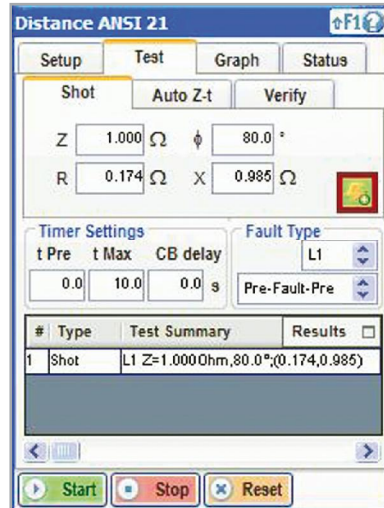 Distance ANSI 21 ⇧F1 ?
Setup Test Graph Status
Shot Auto Z-t Verify
Z 1.000 Ω ϕ 80.0 °
R 0.174 Ω X 0.985 Ω
Timer Settings Fault Type
t Pre t Max CB delay L1
0.0 10.0 0.0 s Pre-Fault-Pre
# Type Test Summary Results
1 Shot L1 Z=1.000Ohm,80.0°;(0.174,0.985)
Start Stop Reset